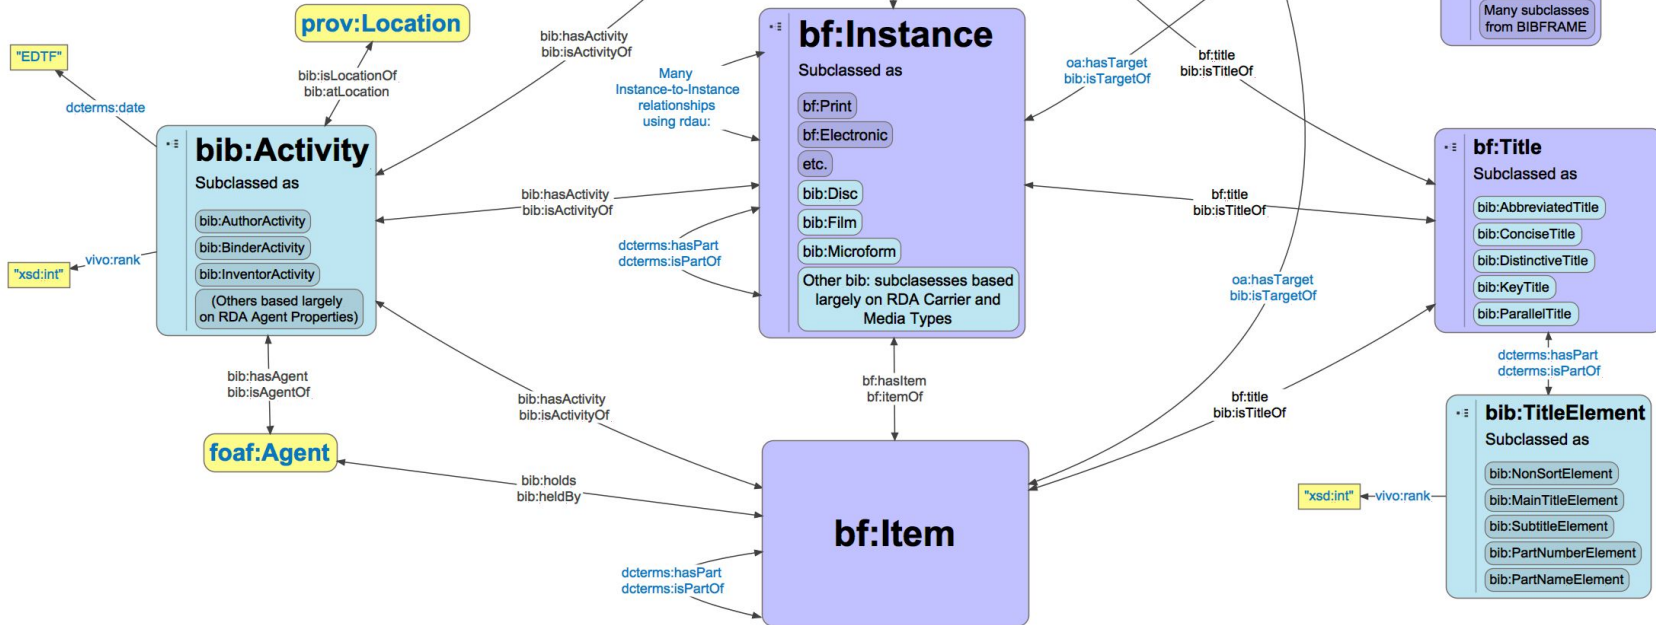 prov:Location
"EDTF"
bib:isLocationOf
bib:atLocation
dcterms:date
bib:hasActivity
bib:isActivityOf
bib:Activity
Subclassed as
bib:AuthorActivity
bib:BinderActivity
bib:InventorActivity
(Others based largely
on RDA Agent Properties)
"xsd:int"
vivo:rank
bib:hasAgent
bib:isAgentOf
foaf:Agent
bib:hasActivity
bib:isActivityOf
bib:hasActivity
bib:isActivityOf
bib:holds
bib:heldBy
Many
Instance-to-Instance
relationships
using rdau:
dcterms:hasPart
dcterms:isPartOf
bf:Instance
Subclassed as
bf:Print
bf:Electronic
etc.
bib:Disc
bib:Film
bib:Microform
Other bib: subclasess based
largely on RDA Carrier and
Media Types
bf:hasItem
bf:itemOf
bf:Item
dcterms:hasPart
dcterms:isPartOf
oa:hasTarget
bib:isTargetOf
bf:title
bib:isTitleOf
bf:title
bib:isTitleOf
oa:hasTarget
bib:isTargetOf
bf:title
bib:isTitleOf
Many subclasses
from BIBFRAME
bf:Title
Subclassed as
bib:AbbreviatedTitle
bib:ConciseTitle
bib:DistinctiveTitle
bib:KeyTitle
bib:ParallelTitle
dcterms:hasPart
dcterms:isPartOf
bib:TitleElement
Subclassed as
bib:NonSortElement
bib:MainTitleElement
bib:SubtitleElement
bib:PartNumberElement
bib:PartNameElement
"xsd:int"
vivo:rank